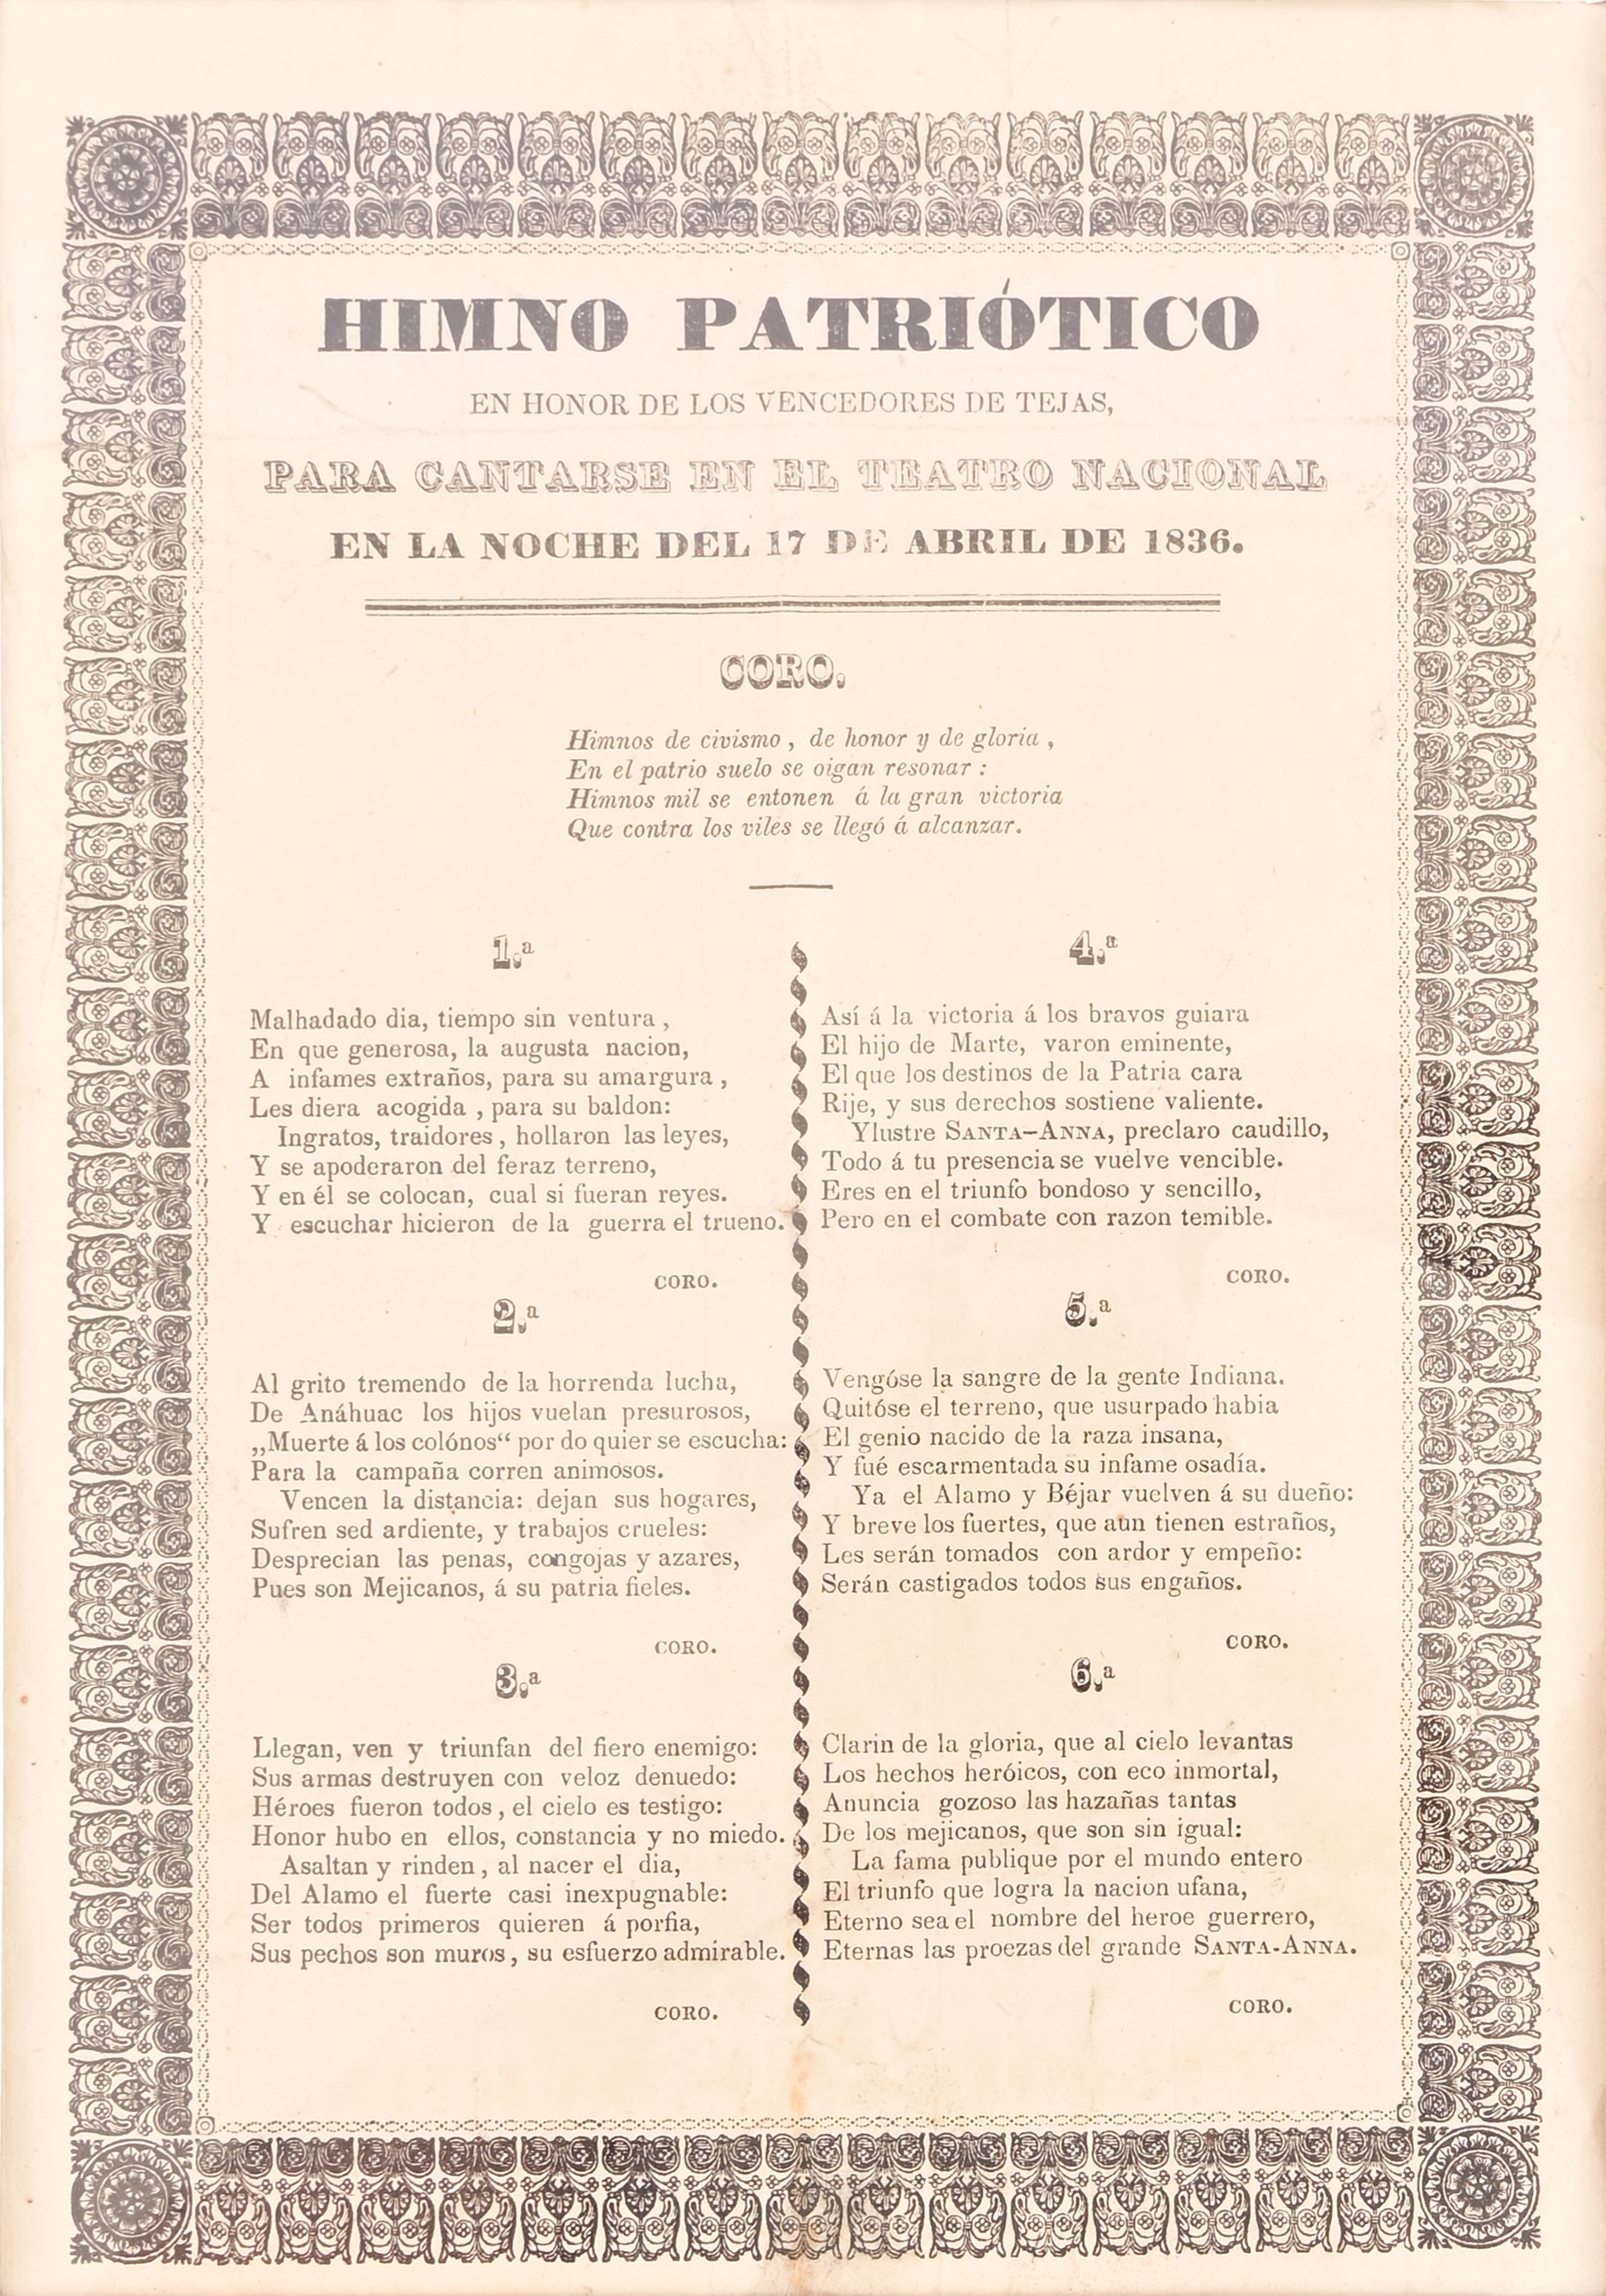 HIMNO PATRIÓTICO
EN HONOR DE LOS VENCEDORES DE TEJAS,
PARA CANTARSE EN EL TEATRO NACIONAL
EN LA NOCHE DEL 17 DE ABRIL DE 1836.
CORO.
Himnos de civismo, de honor y de gloria,
En el patrio suelo se oigan resonar:
Himnos mil se entonen á la gran victoria
Que contra los viles se llegó á alcanzar.
1.ª
Malhadado dia, tiempo sin ventura,
En que generosa, la augusta nacion,
A infames extraños, para su amargura,
Les diera acogida, para su baldon:
Ingratos, traidores, hollaron las leyes,
Y se apoderaron del feraz terreno,
Y en él se colocan, cual si fueran reyes.
Y escuchar hicieron de la guerra el trueno.
CORO.
2.ª
Al grito tremendo de la horrenda lucha,
De Anáhuac los hijos vuelan presurosos,
„Muerte á los colónos“ por do quier se escucha:
Para la campaña corren animosos.
Vencen la distancia: dejan sus hogares,
Sufren sed ardiente, y trabajos crueles:
Desprecian las penas, congojas y azares,
Pues son Mejicanos, á su patria fieles.
CORO.
3.ª
Llegan, ven y triunfan del fiero enemigo:
Sus armas destruyen con veloz denuedo:
Héroes fueron todos, el cielo es testigo:
Honor hubo en ellos, constancia y no miedo.
Asaltan y rinden, al nacer el dia,
Del Alamo el fuerte casi inexpugnable:
Ser todos primeros quieren á porfia,
Sus pechos son muros, su esfuerzo admirable.
CORO.
4.ª
Así á la victoria á los bravos guiara
El hijo de Marte, varon eminente,
El que los destinos de la Patria cara
Rije, y sus derechos sostiene valiente.
Ylustre SANTA-ANNA, preclaro caudillo,
Todo á tu presencia se vuelve vencible.
Eres en el triunfo bondoso y sencillo,
Pero en el combate con razon temible.
CORO.
5.ª
Vengóse la sangre de la gente Indiana.
Quitóse el terreno, que usurpado habia
El genio nacido de la raza insana,
Y fué escarmentada su infame osadía.
Ya el Alamo y Béjar vuelven á su dueño:
Y breve los fuertes, que aun tienen estraños,
Les serán tomados con ardor y empeño:
Serán castigados todos sus engaños.
CORO.
6.ª
Clarin de la gloria, que al cielo levantas
Los hechos heróicos, con eco inmortal,
Anuncia gozoso las hazañas tantas
De los mejicanos, que son sin igual:
La fama publique por el mundo entero
El triunfo que logra la nacion ufana,
Eterno sea el nombre del heroe guerrero,
Eternas las proezas del grande SANTA-ANNA.
CORO.